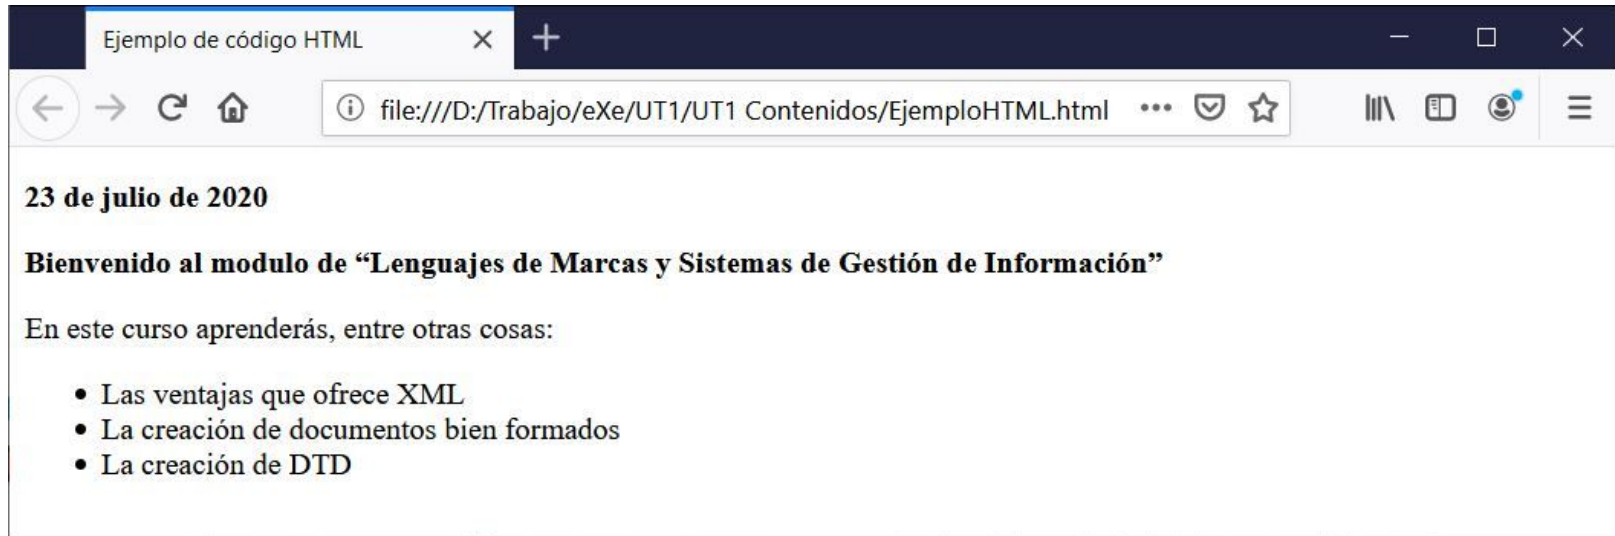 Ejemplo de código HTML
file:///D:/Trabajo/eXe/UT1/UT1 Contenidos/EjemploHTML.html
23 de julio de 2020
Bienvenido al modulo de “Lenguajes de Marcas y Sistemas de Gestión de Información”
En este curso aprenderás, entre otras cosas:
• Las ventajas que ofrece XML
• La creación de documentos bien formados
• La creación de DTD